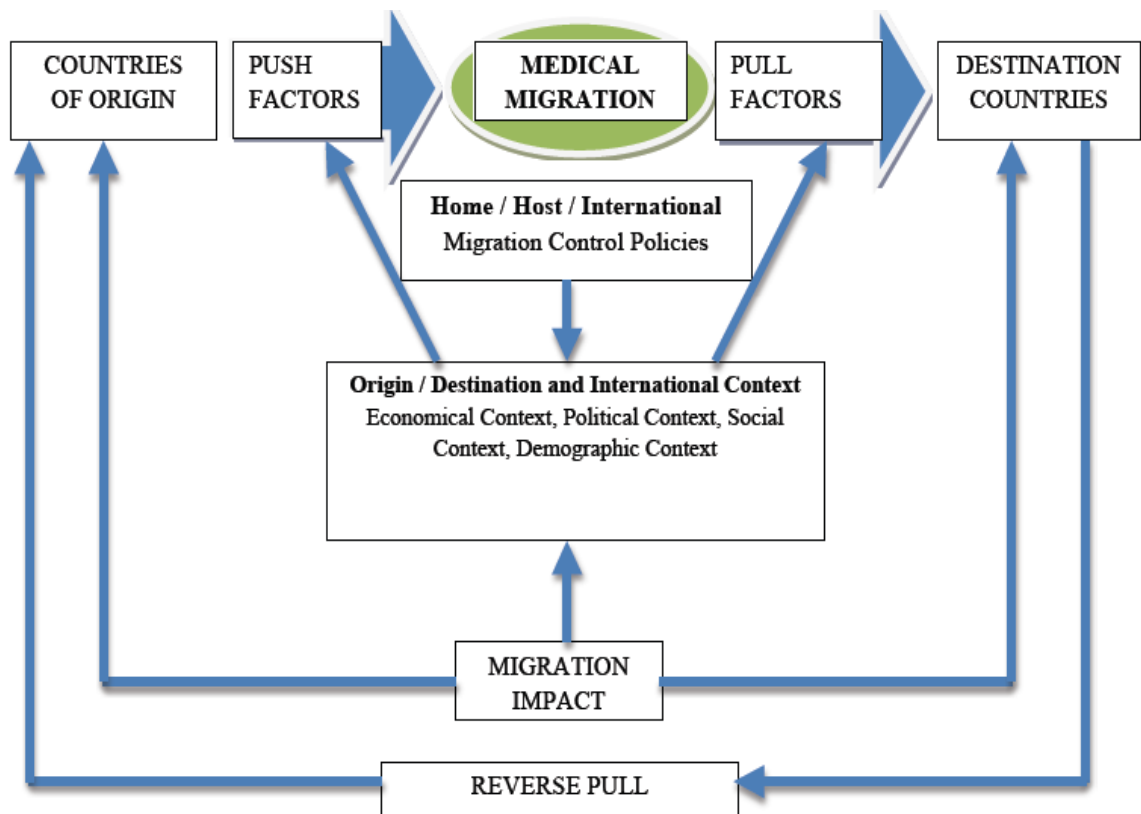 COUNTRIES
OF ORIGIN
PUSH
FACTORS
MEDICAL
MIGRATION
PULL
FACTORS
DESTINATION
COUNTRIES
Home / Host / International
Migration Control Policies
Origin / Destination and International Context
Economical Context, Political Context, Social
Context, Demographic Context
MIGRATION
IMPACT
REVERSE PULL